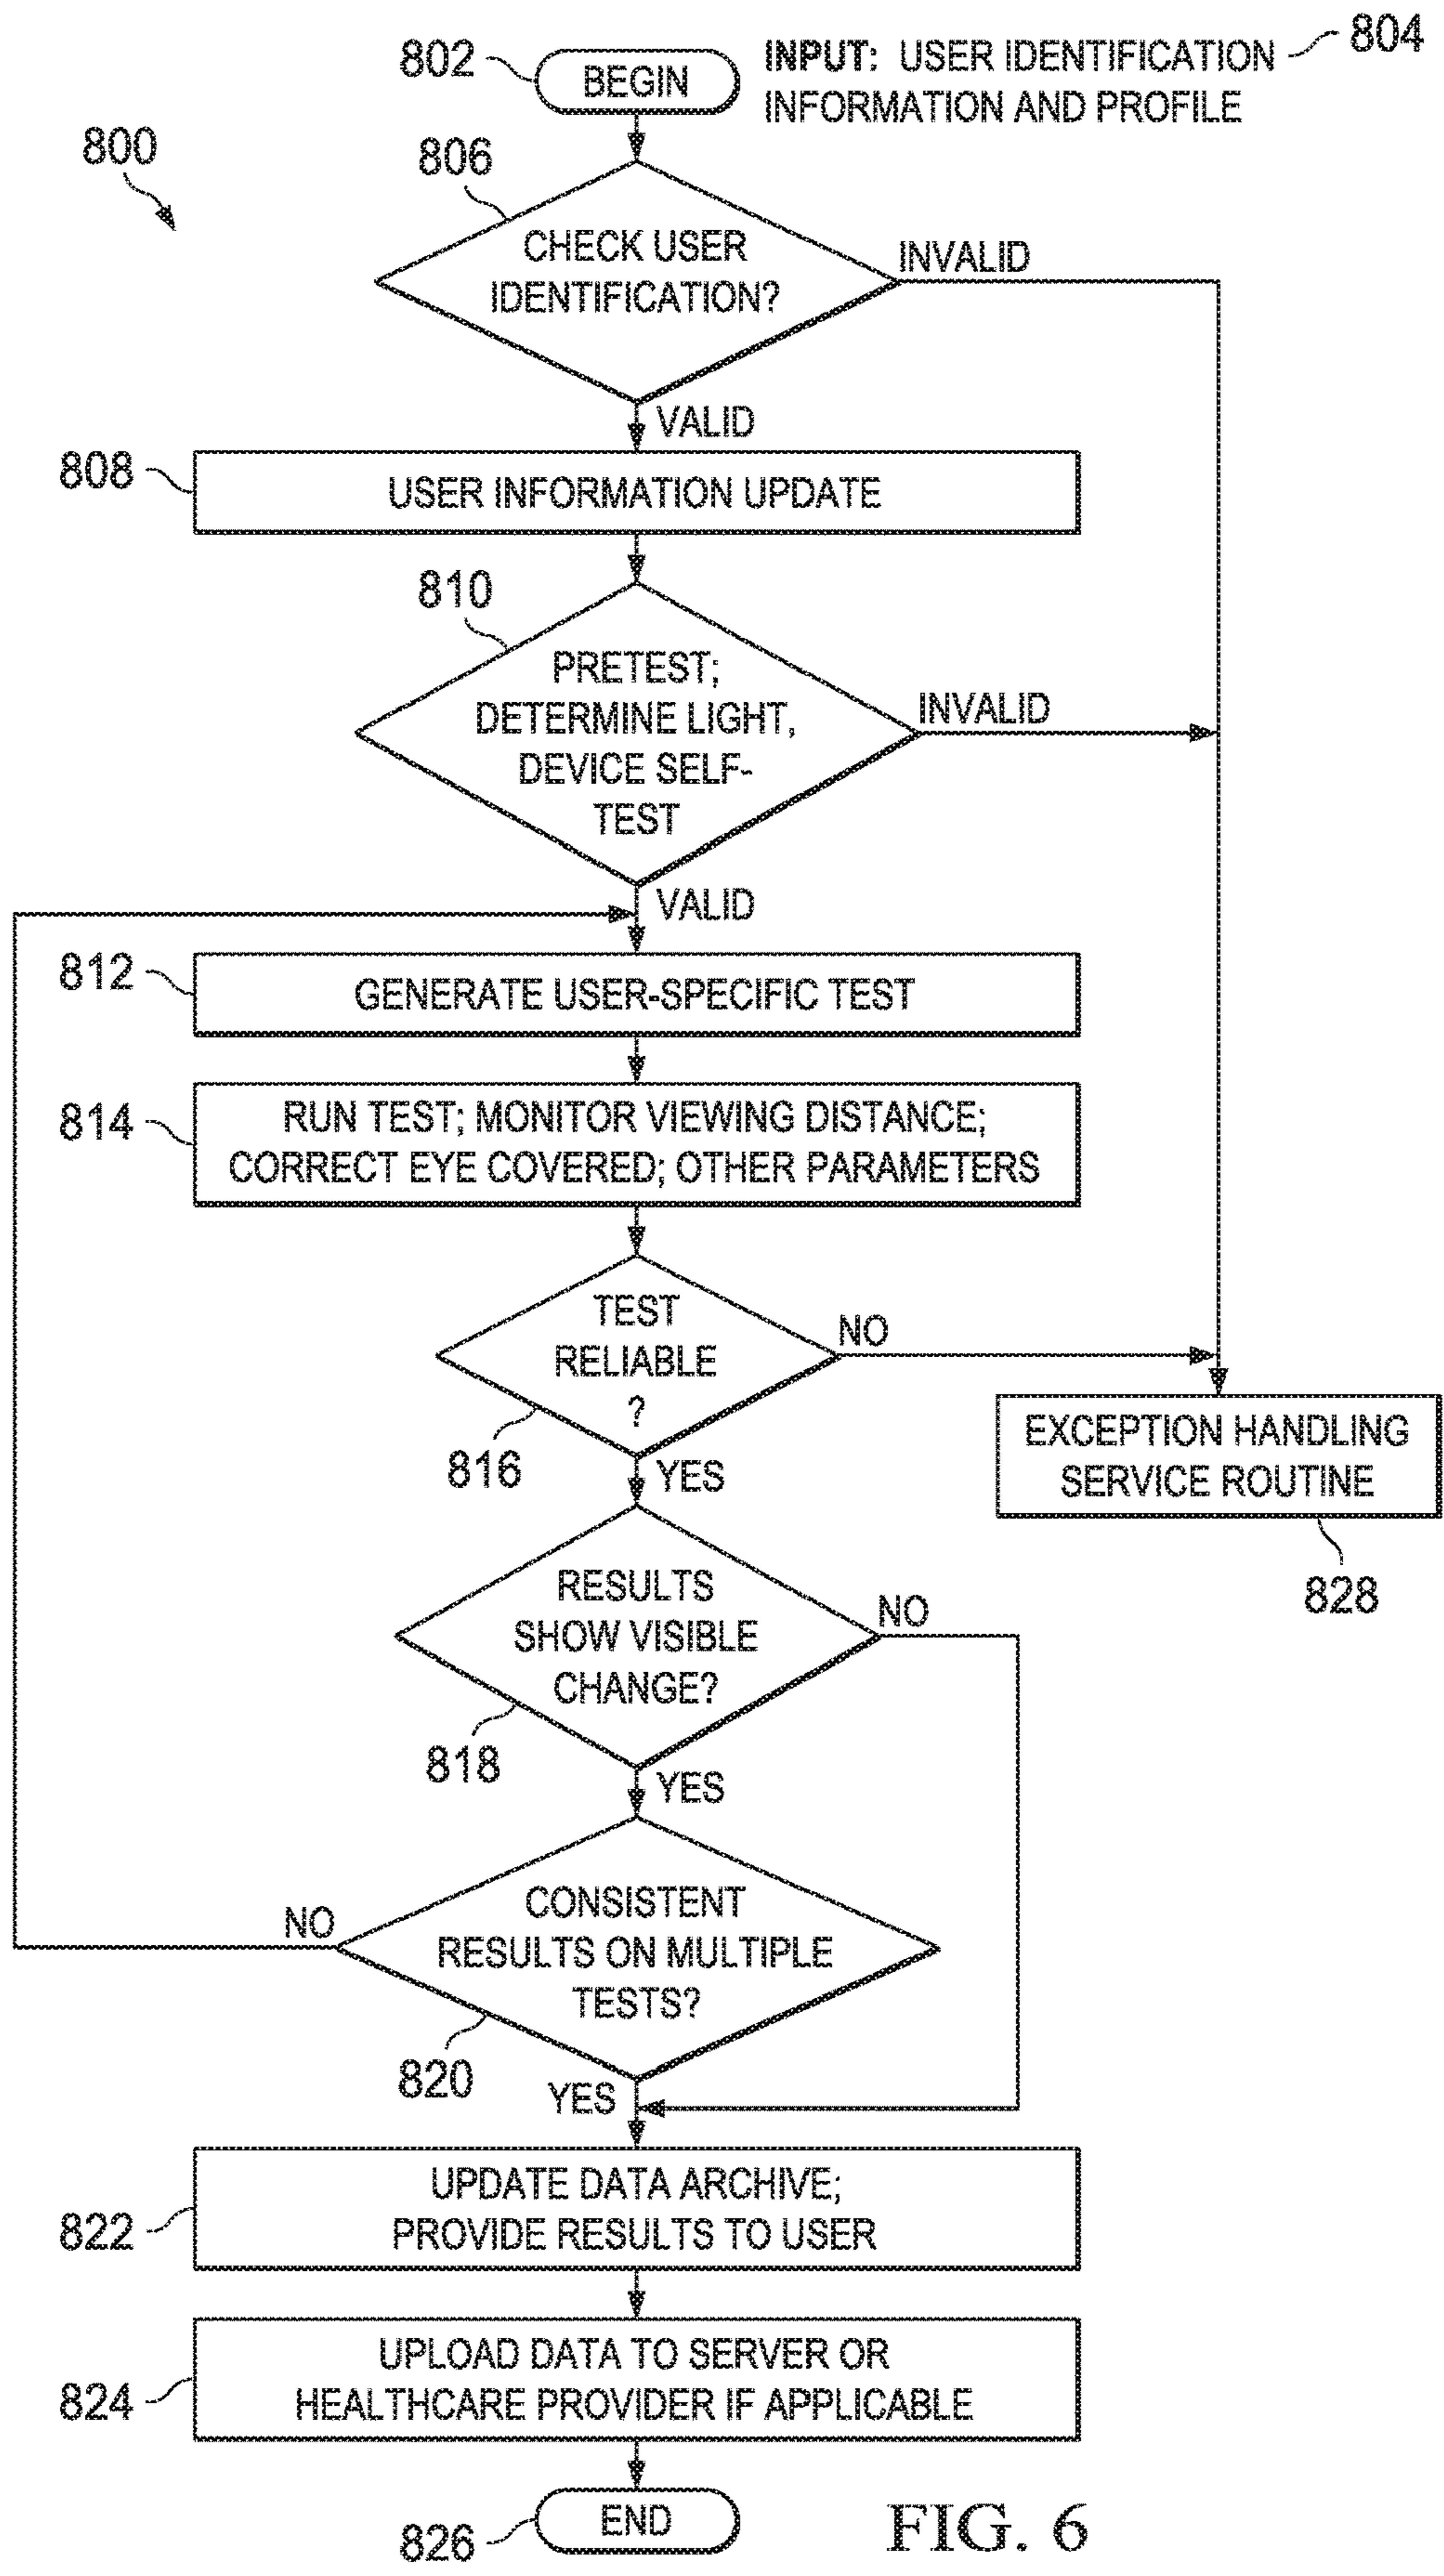 802
BEGIN
INPUT: USER IDENTIFICATION
INFORMATION AND PROFILE
804
800
806
CHECK USER
IDENTIFICATION?
INVALID
VALID
808
USER INFORMATION UPDATE
810
PRETEST;
DETERMINE LIGHT,
DEVICE SELF-
TEST
INVALID
VALID
812
GENERATE USER-SPECIFIC TEST
814
RUN TEST; MONITOR VIEWING DISTANCE;
CORRECT EYE COVERED; OTHER PARAMETERS
TEST
RELIABLE
?
NO
816
YES
EXCEPTION HANDLING
SERVICE ROUTINE
828
RESULTS
SHOW VISIBLE
CHANGE?
NO
818
YES
CONSISTENT
RESULTS ON MULTIPLE
TESTS?
NO
820
YES
822
UPDATE DATA ARCHIVE;
PROVIDE RESULTS TO USER
824
UPLOAD DATA TO SERVER OR
HEALTHCARE PROVIDER IF APPLICABLE
826
END
FIG. 6